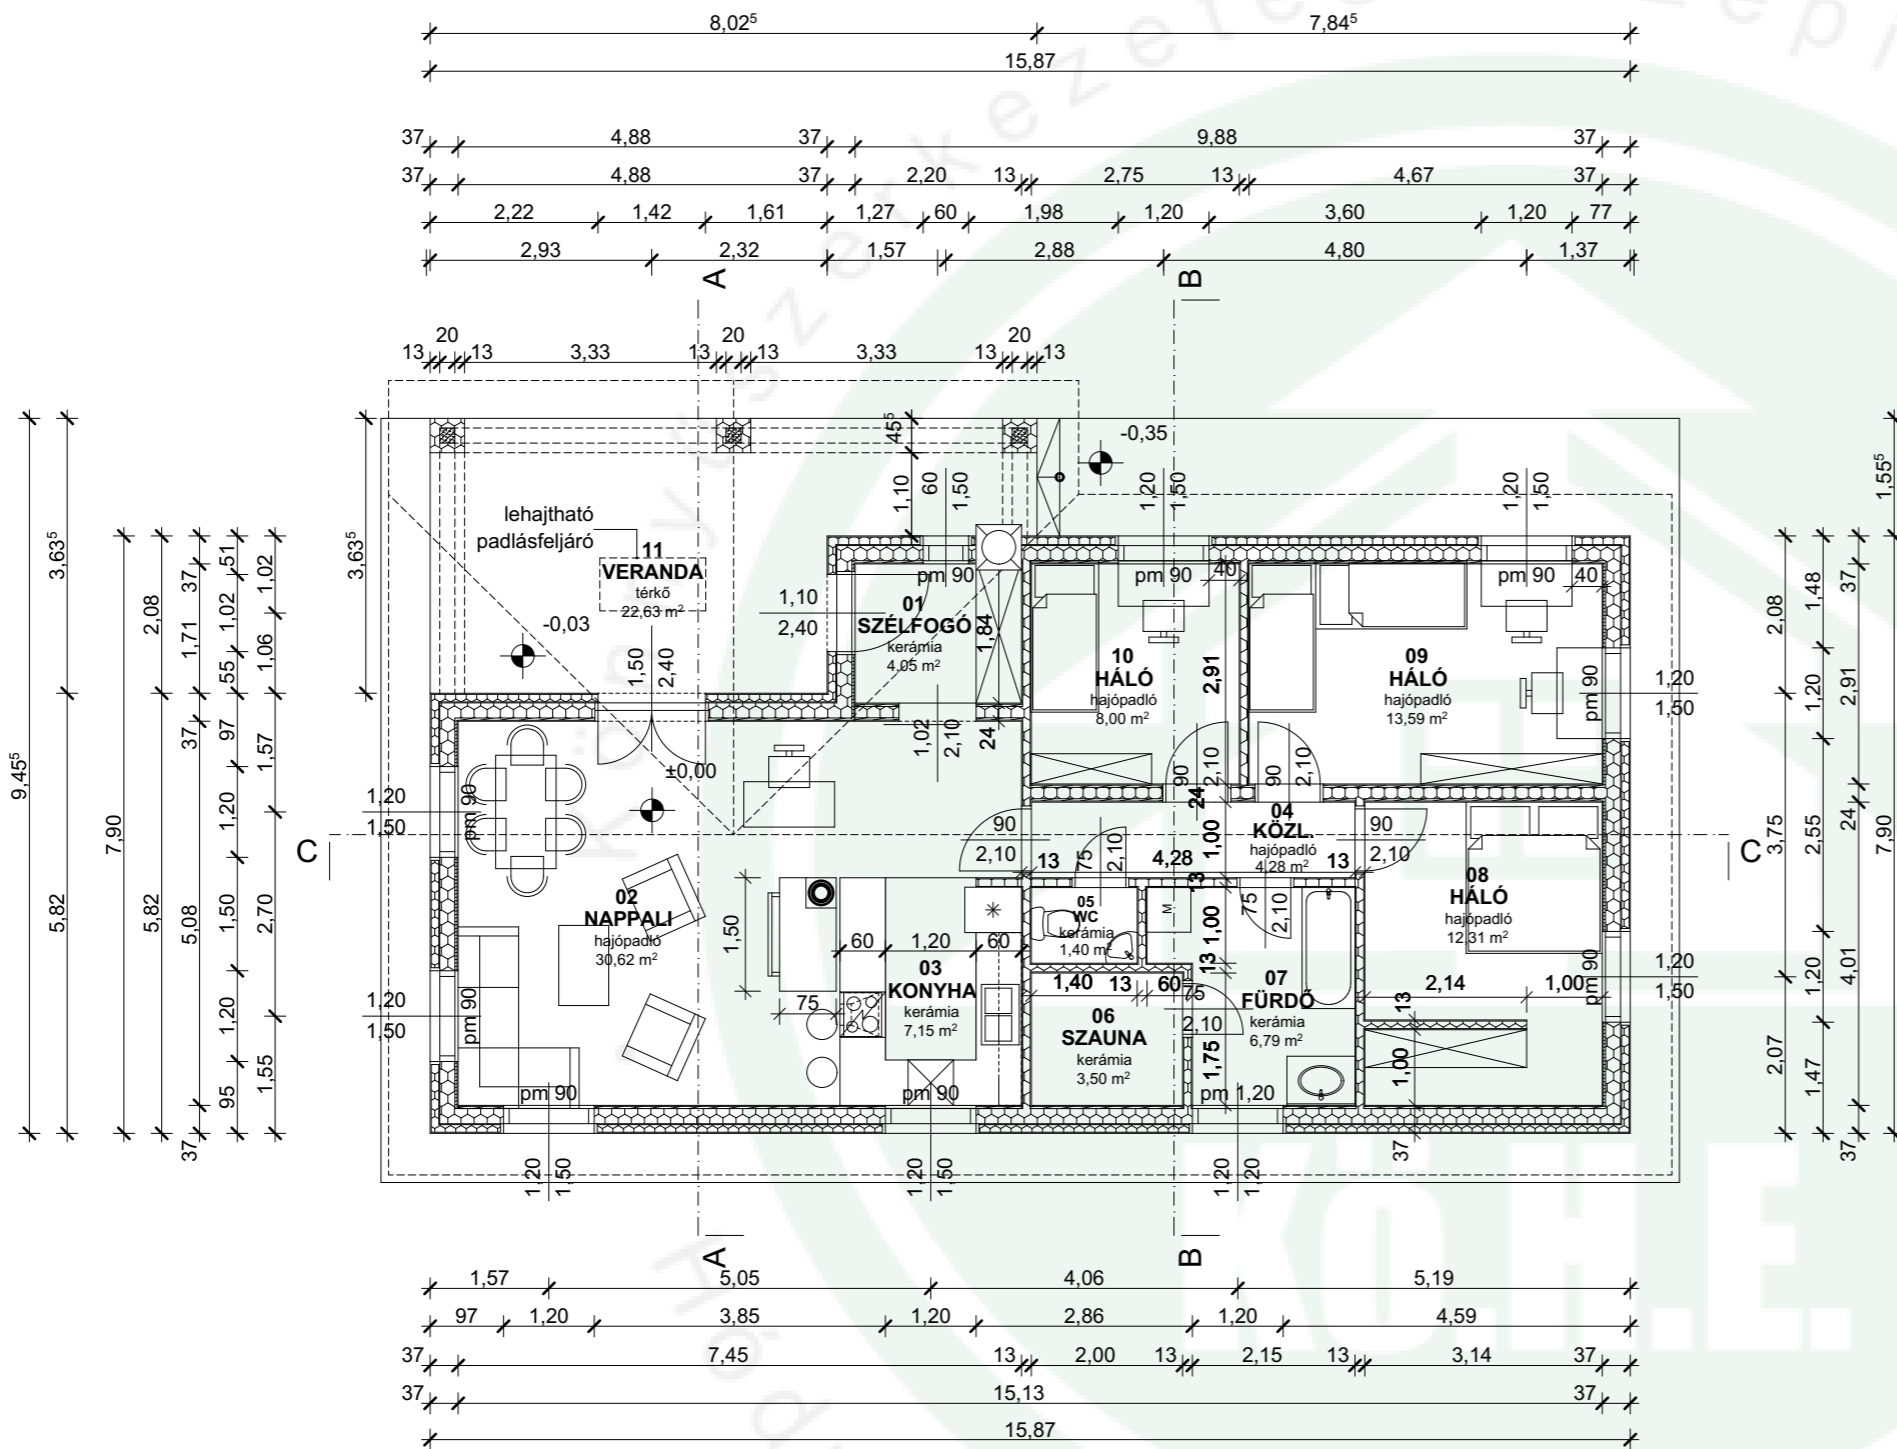 8,02⁵ 7,84⁵
15,87
37 4,88 37 9,88 37
37 4,88 37 2,20 13 2,75 13 4,67 37
2,22 1,42 1,61 1,27 60 1,98 1,20 3,60 1,20 77
2,93 2,32 1,57 2,88 4,80 1,37
A B
20 20 20
13 13 3,33 13 13 3,33 13 13
9,45⁵
3,63⁵ 5,82
7,90
2,08 5,82
37 1,71 37 5,08 37
51 1,02 55 97 1,20 1,50 1,20 95
1,02 1,06 1,57 2,70 1,55
3,63⁵
45⁵
1,10
60 1,50
-0,35
1,20 1,50
1,20 1,50
lehajtható
padlásfeljáró
11
VERANDA
térkő
22,63 m²
-0,03
1,50 2,40
1,10
2,40
pm 90
01
SZÉLFOGÓ
kerámia
4,05 m²
1,84
1,02 2,10
24
pm 90 40
10
HÁLÓ
hajópadló
8,00 m²
2,91
90 2,10
pm 90 40
09
HÁLÓ
hajópadló
13,59 m²
90 2,10
pm 90
1,20
1,50
±0,00
1,20
1,50
pm 90
C C
02
NAPPALI
hajópadló
30,62 m²
1,20
1,50
pm 90
pm 90
1,50
75
60 1,20 60
03
KONYHA
kerámia
7,15 m²
pm 90
90
2,10
13 4,28 13
24
1,00
13
04
KÖZL.
hajópadló
4,28 m²
90
2,10
75 2,10
05
WC
kerámia
1,40 m²
M
1,00
13
75 2,10
1,40 13 60
75
2,10
06
SZAUNA
kerámia
3,50 m²
1,75
07
FÜRDŐ
kerámia
6,79 m²
pm 1,20
08
HÁLÓ
hajópadló
12,31 m²
2,14 1,00
13
1,00
37
pm 90
1,20
1,50
1,20 1,50
1,20 1,50
1,20 1,20
2,08 3,75 2,07
1,48 1,20 2,55 1,20 1,47
37 2,91 24 4,01 37
1,55⁵ 7,90
A B
1,57 5,05 4,06 5,19
97 1,20 3,85 1,20 2,86 1,20 4,59
37 7,45 13 2,00 13 2,15 13 3,14 37
37 15,13 37
15,87
KÖ.H.E.